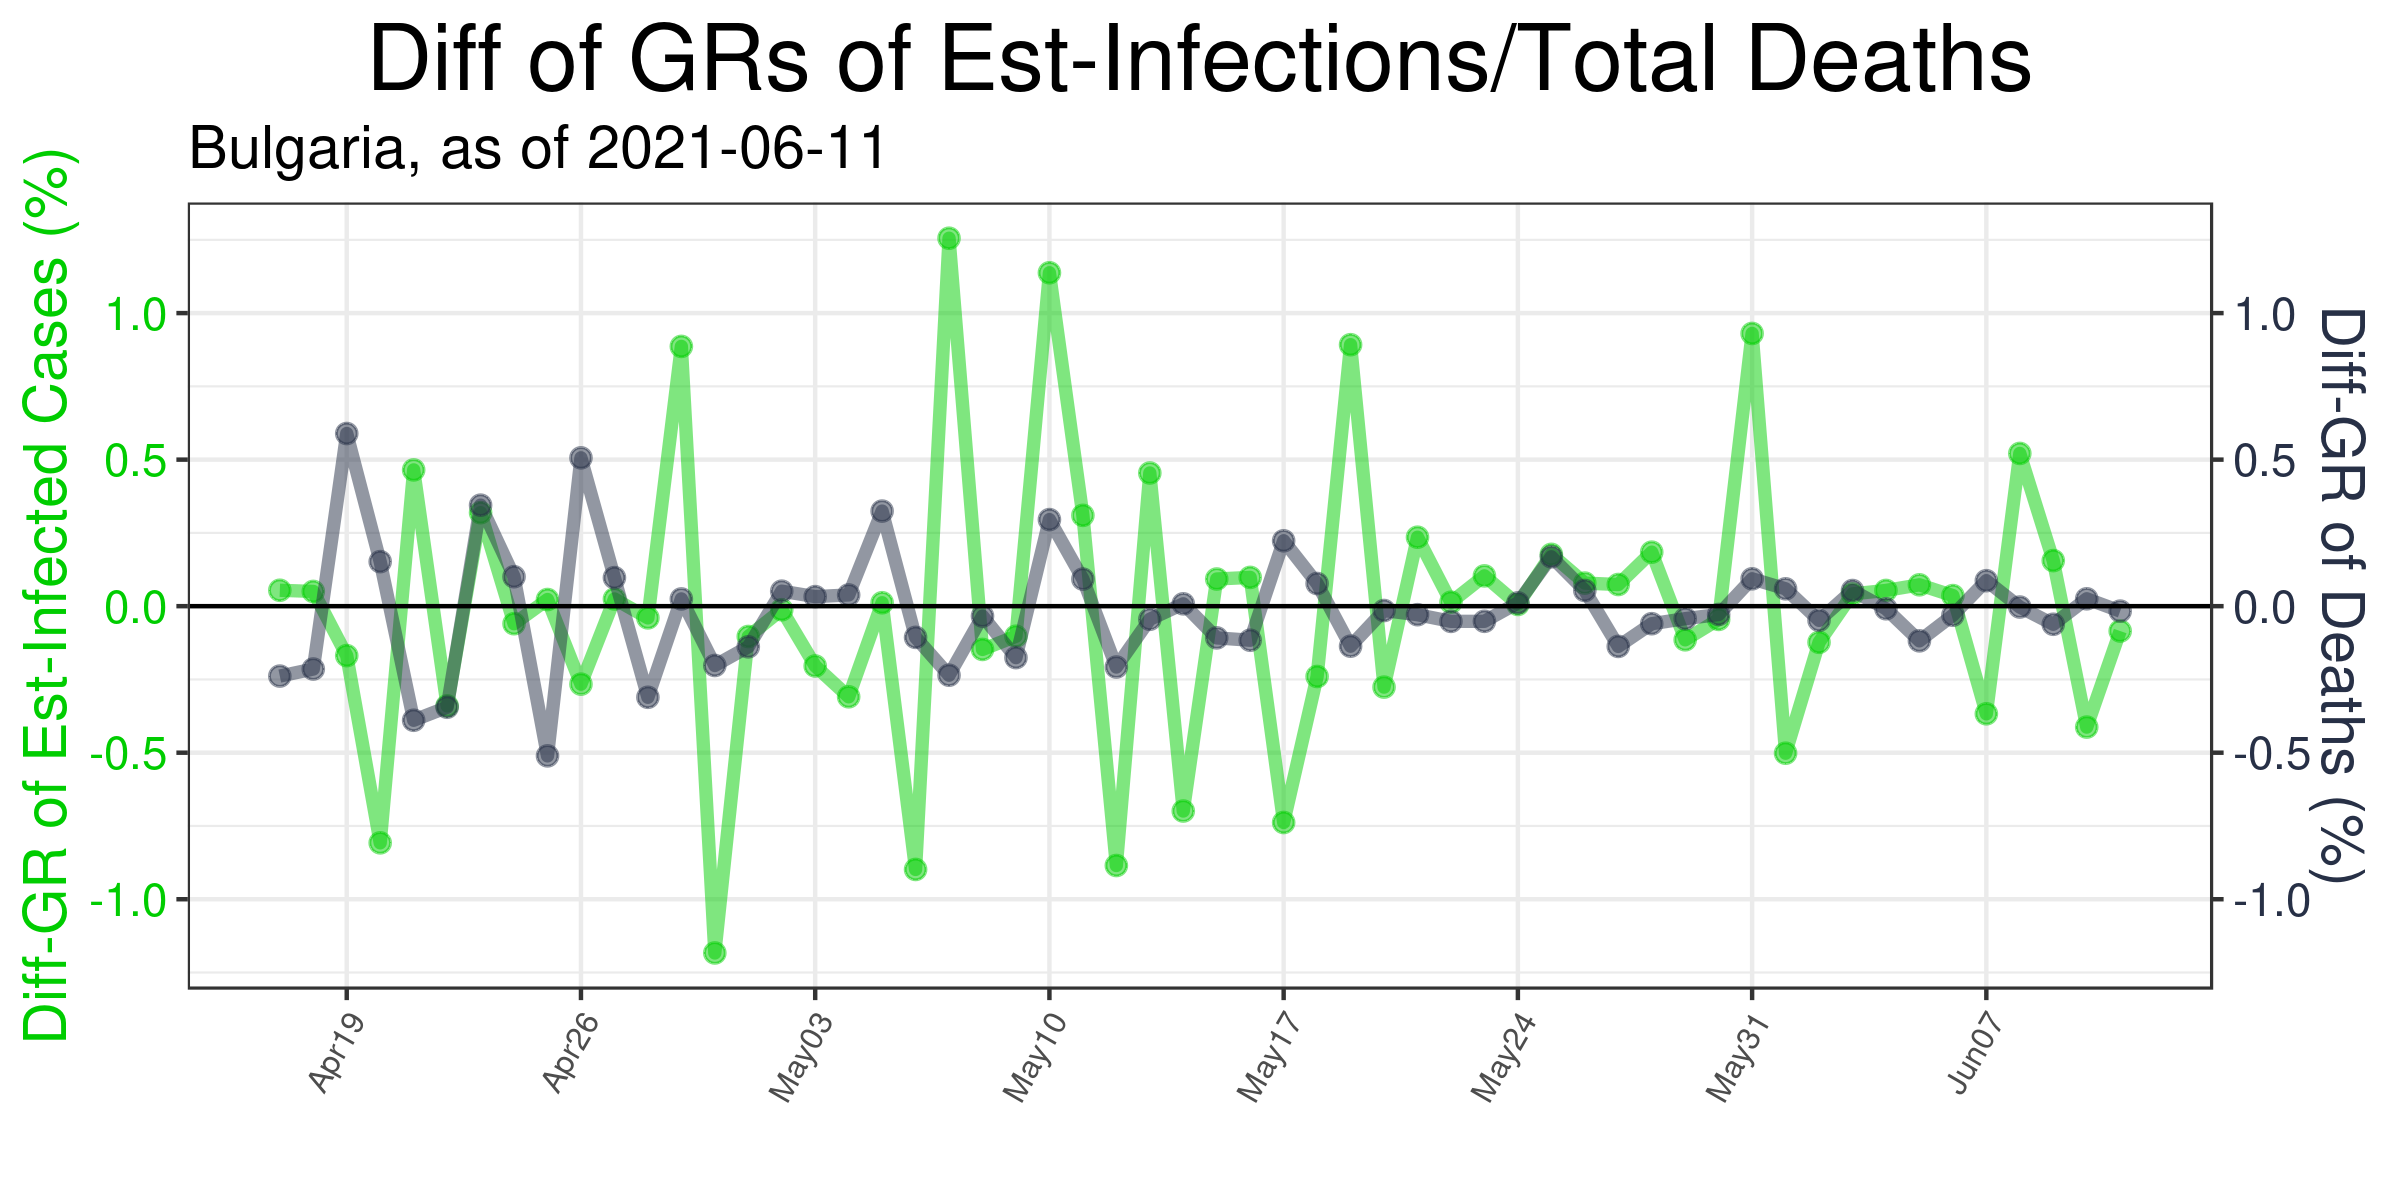 Diff of GRs of Est-Infections/Total Deaths
Bulgaria, as of 2021-06-11
Diff-GR of Est-Infected Cases (%)
1.0
0.5
0.0
-0.5
-1.0
1.0
0.5
0.0
-0.5
-1.0
Diff-GR of Deaths (%)
Apr19
Apr26
May03
May10
May17
May24
May31
Jun07